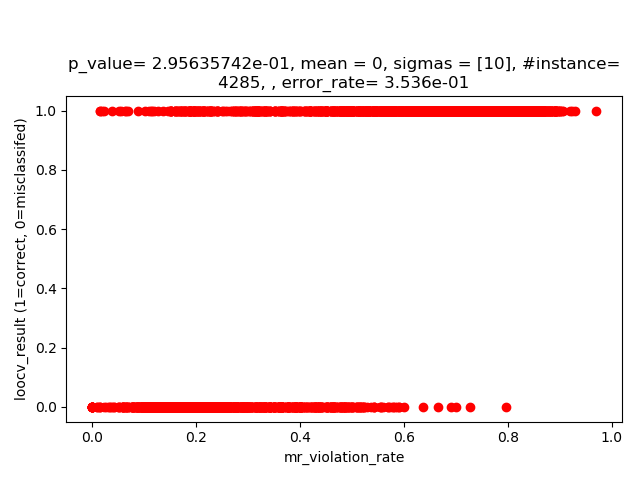 p_value= 2.95635742e-01, mean = 0, sigmas = [10], #instance=
4285, , error_rate= 3.536e-01
1.0
0.8
0.6
0.4
0.2
0.0
loocv_result (1=correct, 0=misclassifed)
0.0 0.2 0.4 0.6 0.8 1.0
mr_violation_rate